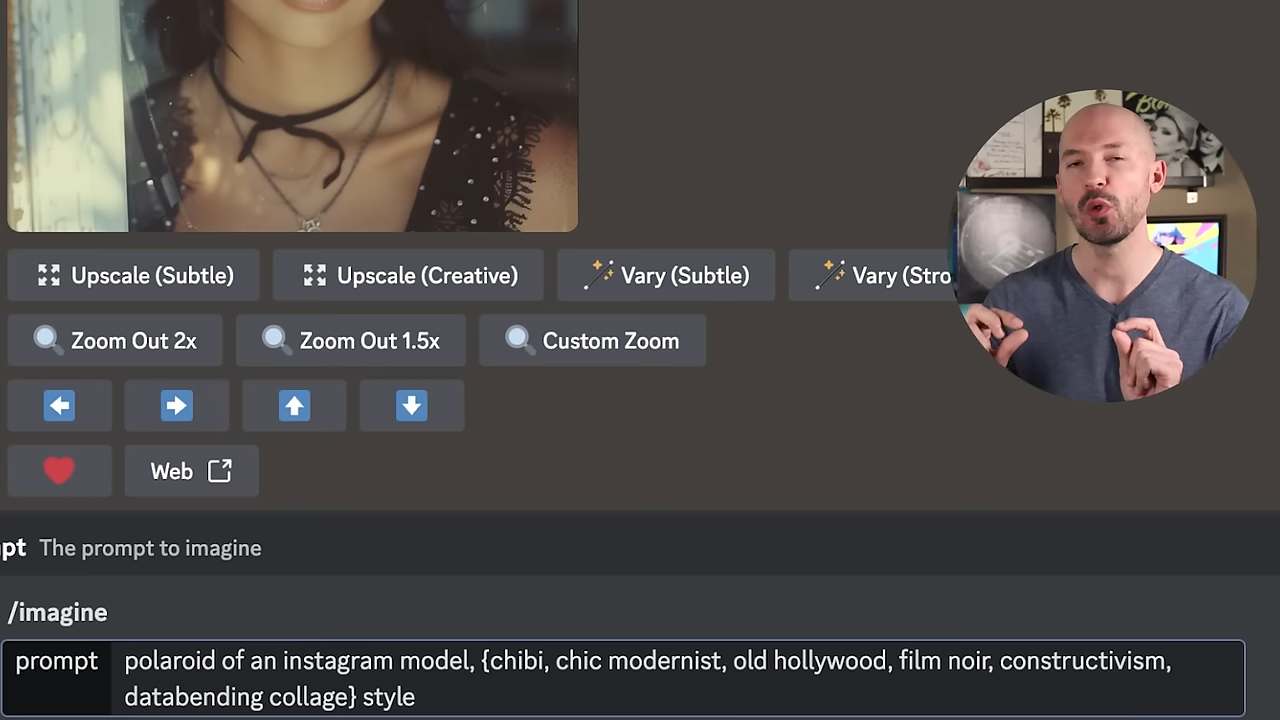 Upscale (Subtle) Upscale (Creative) Vary (Subtle) Vary (Stro
Zoom Out 2x Zoom Out 1.5x Custom Zoom
Web
pt The prompt to imagine
/imagine
prompt polaroid of an instagram model, {chibi, chic modernist, old hollywood, film noir, constructivism,
databending collage} style